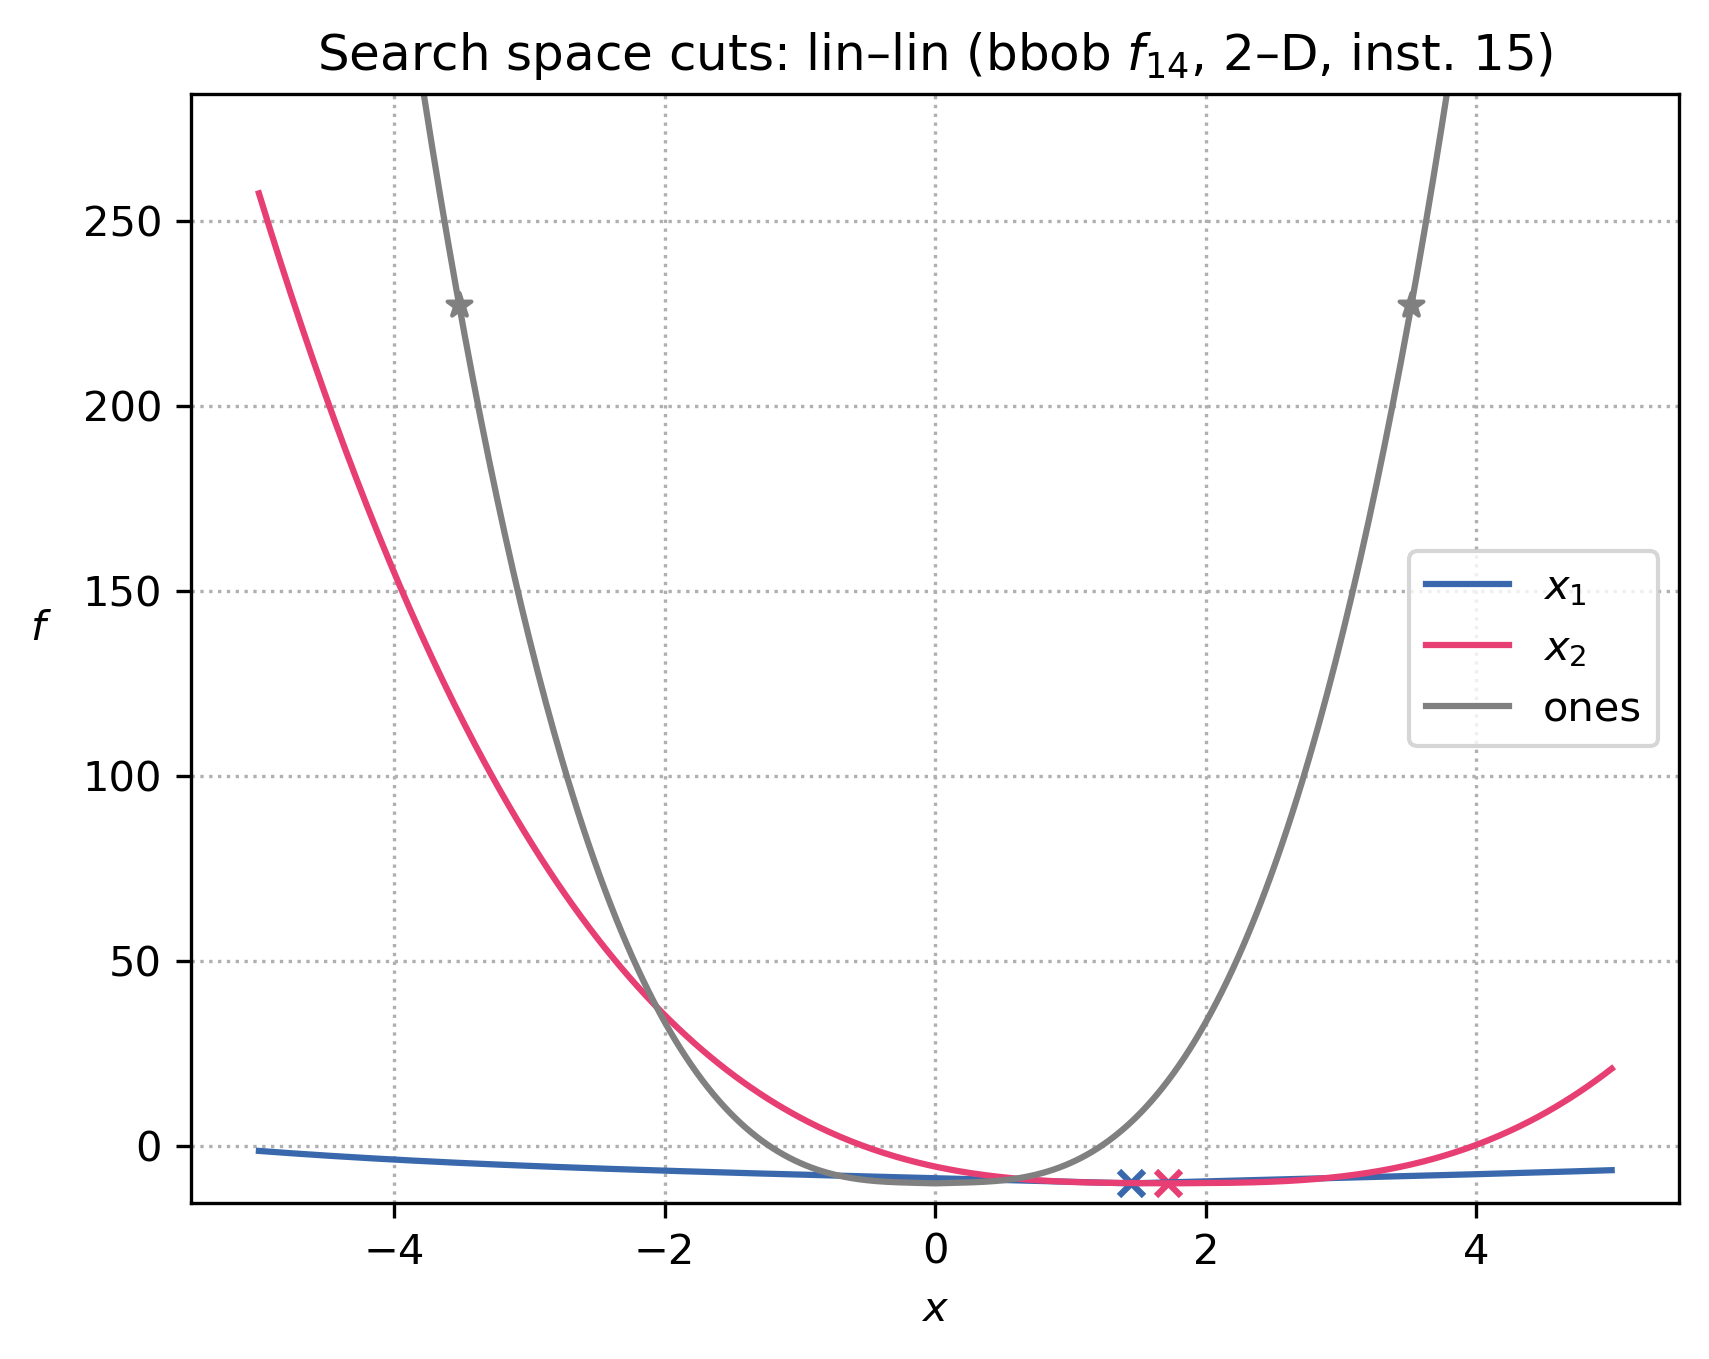 Search space cuts: lin–lin (bbob f₁₄, 2–D, inst. 15)
250
200
150
100
50
0
f
x₁
x₂
ones
−4
−2
0
2
4
x